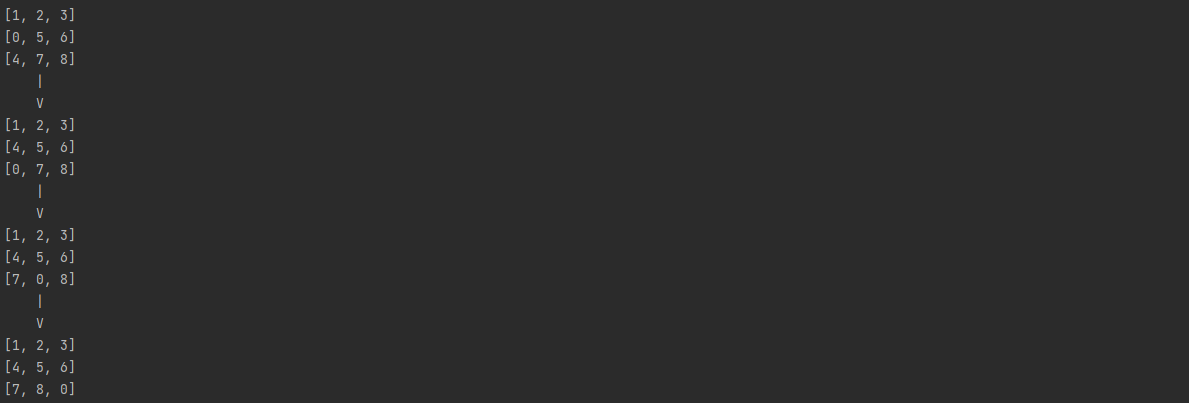 [1, 2, 3]
[0, 5, 6]
[4, 7, 8]
|
V
[1, 2, 3]
[4, 5, 6]
[0, 7, 8]
|
V
[1, 2, 3]
[4, 5, 6]
[7, 0, 8]
|
V
[1, 2, 3]
[4, 5, 6]
[7, 8, 0]